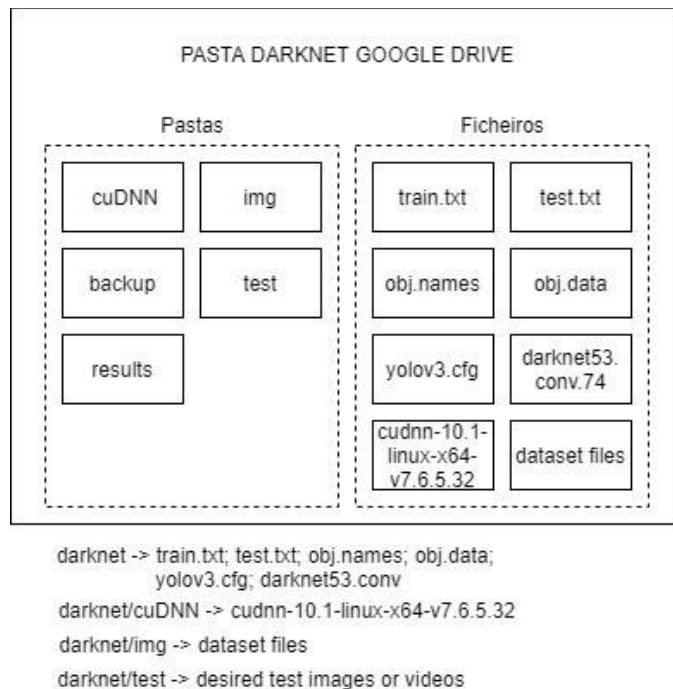 PASTA DARKNET GOOGLE DRIVE
Pastas
Ficheiros
cuDNN
img
train.txt
test.txt
backup
test
obj.names
obj.data
results
yolov3.cfg
darknet53.
conv.74
cudnn-10.1-
linux-x64-
v7.6.5.32
dataset files
darknet -> train.txt; test.txt; obj.names; obj.data;
yolov3.cfg; darknet53.conv
darknet/cuDNN -> cudnn-10.1-linux-x64-v7.6.5.32
darknet/img -> dataset files
darknet/test -> desired test images or videos